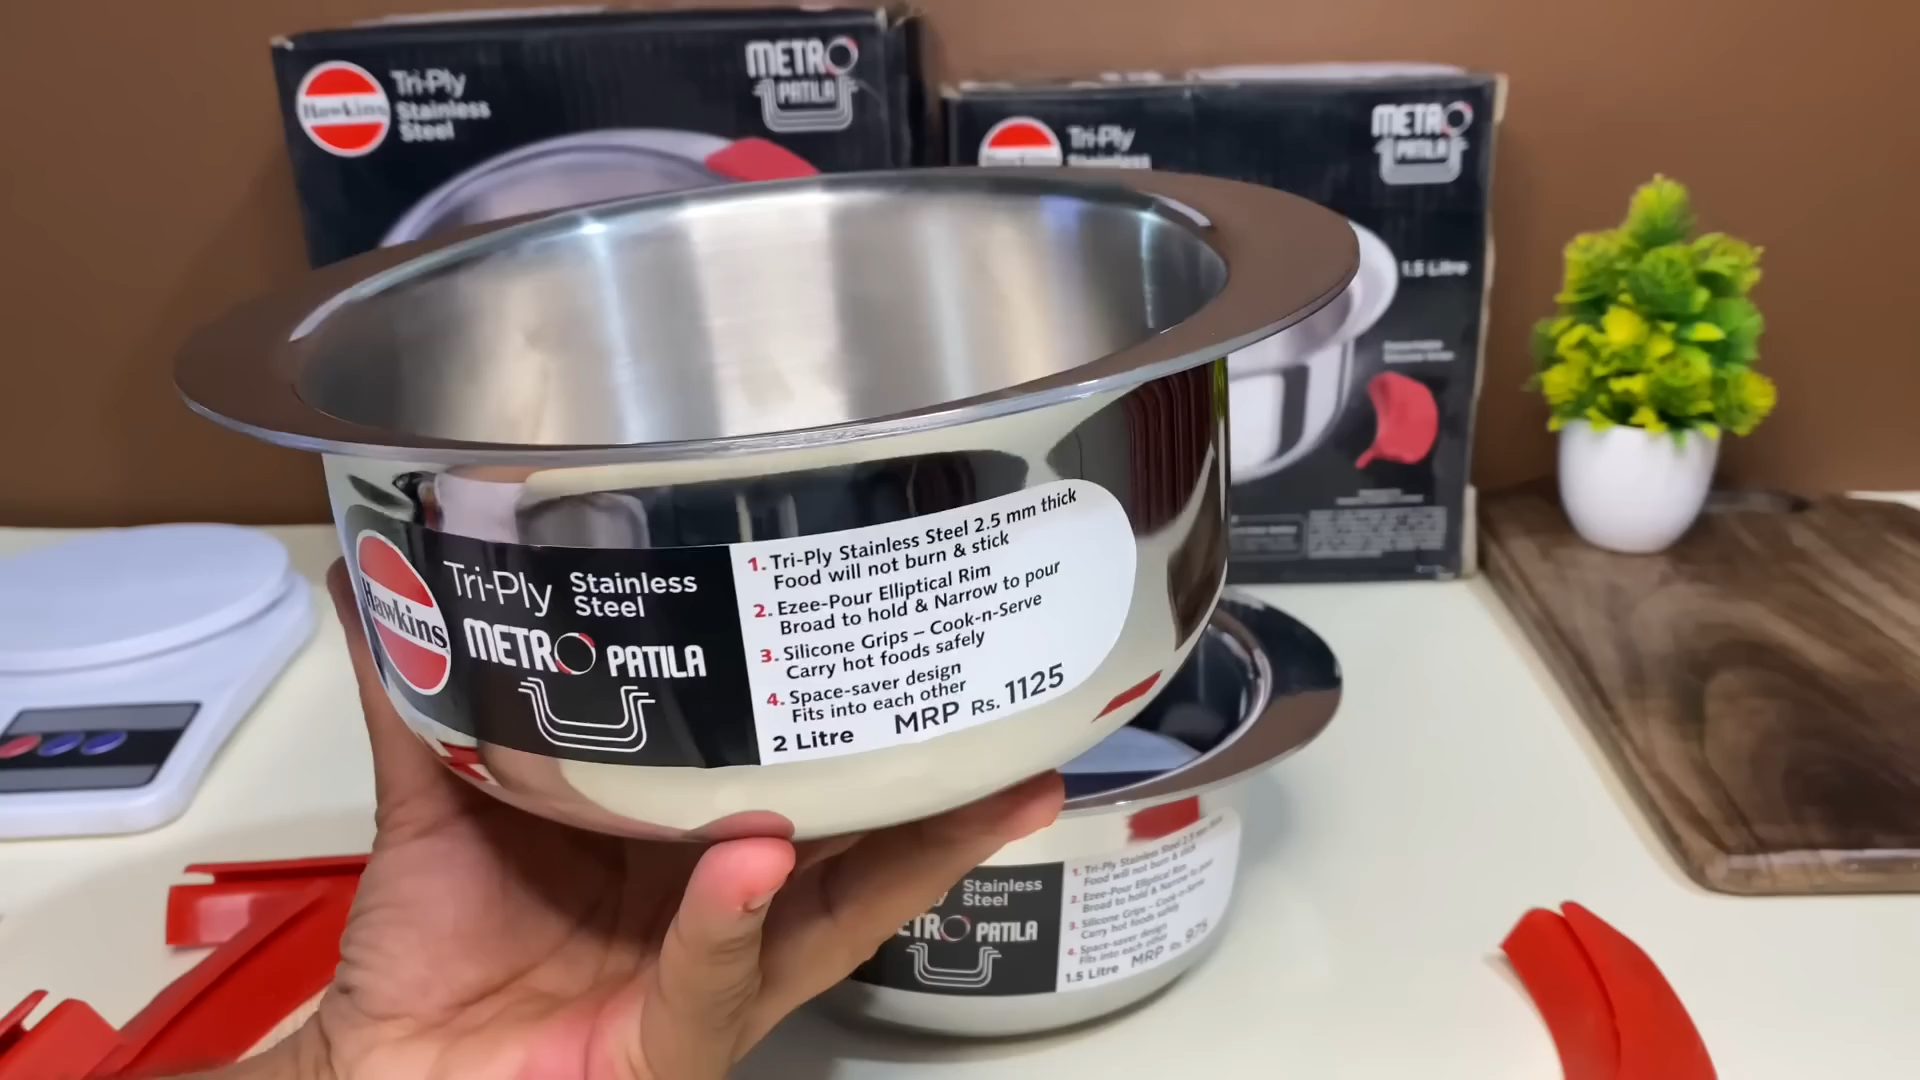 Hawkins
Tri-Ply
Stainless
Steel
METRO
PATILA
Tri-Ply
Stainless
METRO
PATILA
1.5 Litre
Hawkins
Tri-Ply Stainless
Steel
METRO PATILA
1. Tri-Ply Stainless Steel 2.5 mm thick
Food will not burn & stick
2. Ezee-Pour Elliptical Rim
Broad to hold & Narrow to pour
3. Silicone Grips – Cook-n-Serve
Carry hot foods safely
4. Space-saver design
Fits into each other
2 Litre MRP Rs. 1125
Stainless
Steel
METRO PATILA
1. Tri-Ply Stainless Steel 2.5 mm thick
Food will not burn & stick
2. Ezee-Pour Elliptical Rim
Broad to hold & Narrow to pour
3. Silicone Grips – Cook-n-Serve
Carry hot foods safely
4. Space-saver design
Fits into each other
1.5 Litre MRP Rs. 975